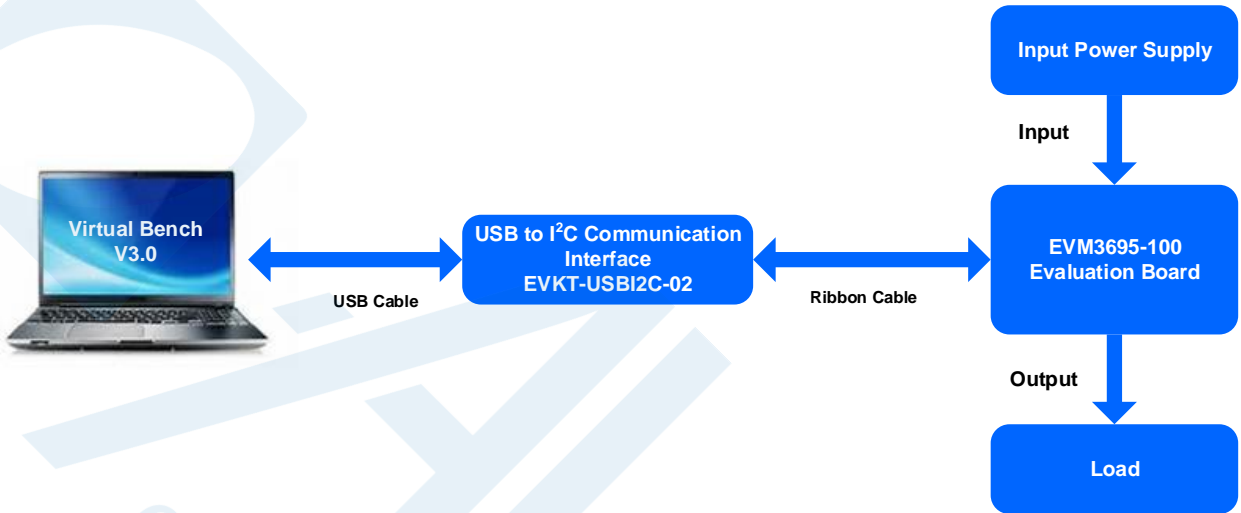 Input Power Supply
Input
Virtual Bench
V3.0
USB to I²C Communication
Interface
EVKT-USBI2C-02
EVM3695-100
Evaluation Board
USB Cable
Ribbon Cable
Output
Load